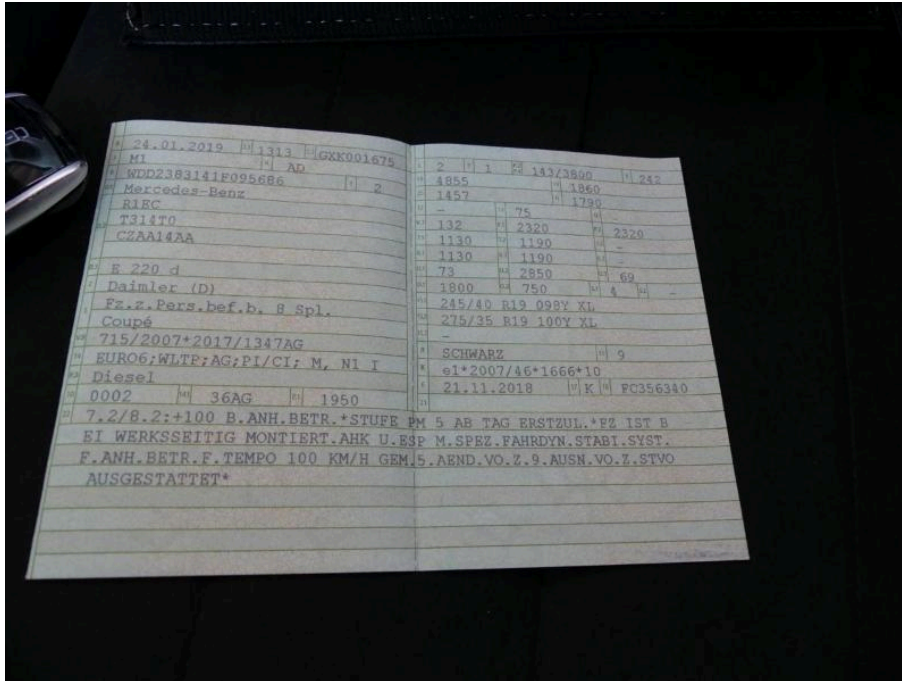 24.01.2019 1313 GXK001675
M1 AD
WDD2383141F095686 2
Mercedes-Benz
R1EC
T314T0
CZAA14AA
E 220 d
Daimler (D)
Fz.z.Pers.bef.b. 8 Spl.
Coupé
715/2007*2017/1347AG
EURO6;WLTP;AG;PI/CI; M, N1 I
Diesel
0002 36AG 1950
2 1 143/3800 242
4855 1860
1457 1790
- 75 -
132 2320 2320
1130 1190 -
1130 1190 -
73 2850 69
1800 750 4 -
245/40 R19 098Y XL
275/35 R19 100Y XL
-
SCHWARZ 9
e1*2007/46*1666*10
21.11.2018 K FC356340
7.2/8.2:+100 B.ANH.BETR.*STUFE PM 5 AB TAG ERSTZUL.*FZ IST B
EI WERKSSEITIG MONTIERT.AHK U.ESP M.SPEZ.FAHRDYN.STABI.SYST.
F.ANH.BETR.F.TEMPO 100 KM/H GEM.5.AEND.VO.Z.9.AUSN.VO.Z.STVO
AUSGESTATTET*